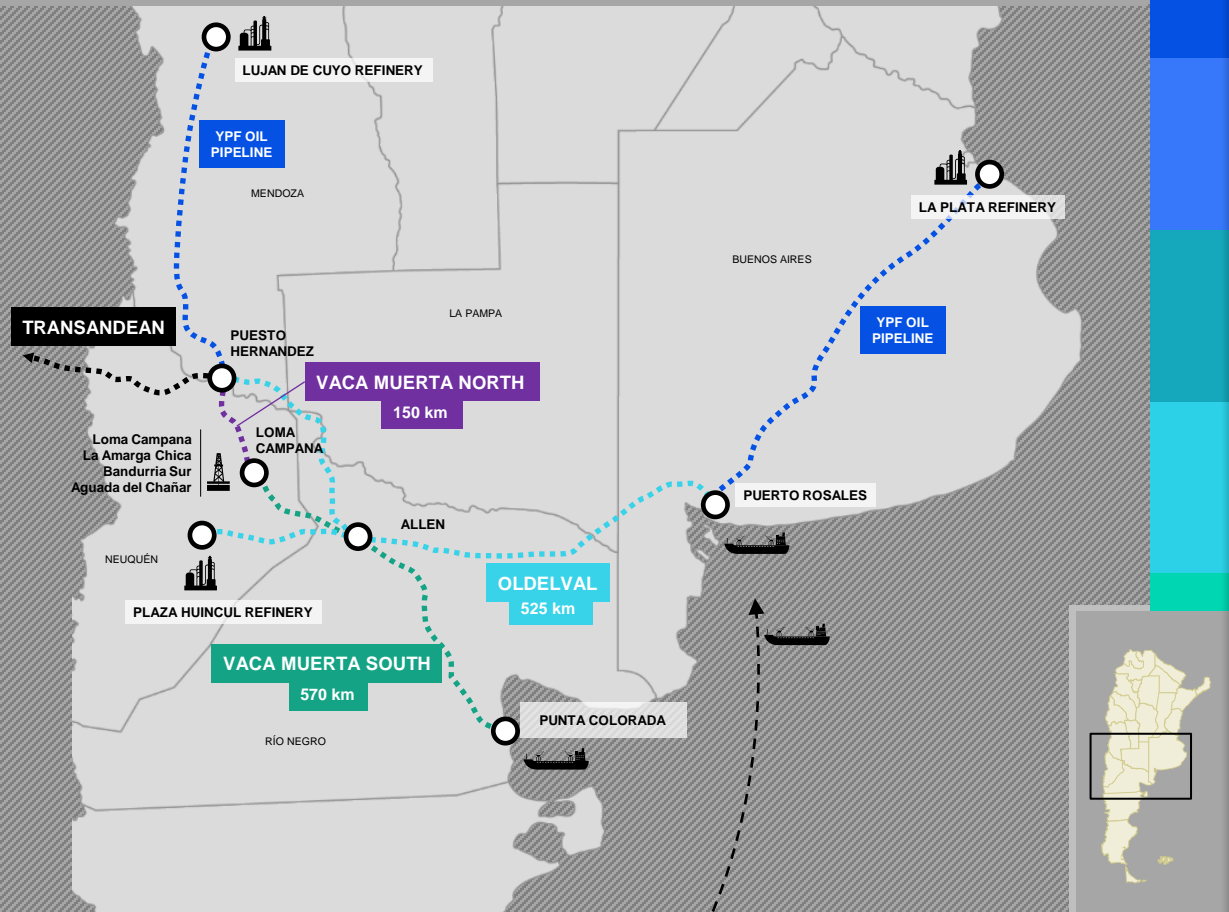 LUJAN DE CUYO REFINERY
YPF OIL
PIPELINE
MENDOZA
LA PLATA REFINERY
BUENOS AIRES
TRANSANDEAN
LA PAMPA
YPF OIL
PIPELINE
PUESTO
HERNANDEZ
VACA MUERTA NORTH
150 km
LOMA
CAMPANA
Loma Campana
La Amarga Chica
Bandurria Sur
Aguada del Chañar
PUERTO ROSALES
ALLEN
NEUQUÉN
OLDELVAL
525 km
PLAZA HUINCUL REFINERY
VACA MUERTA SOUTH
570 km
PUNTA COLORADA
RÍO NEGRO